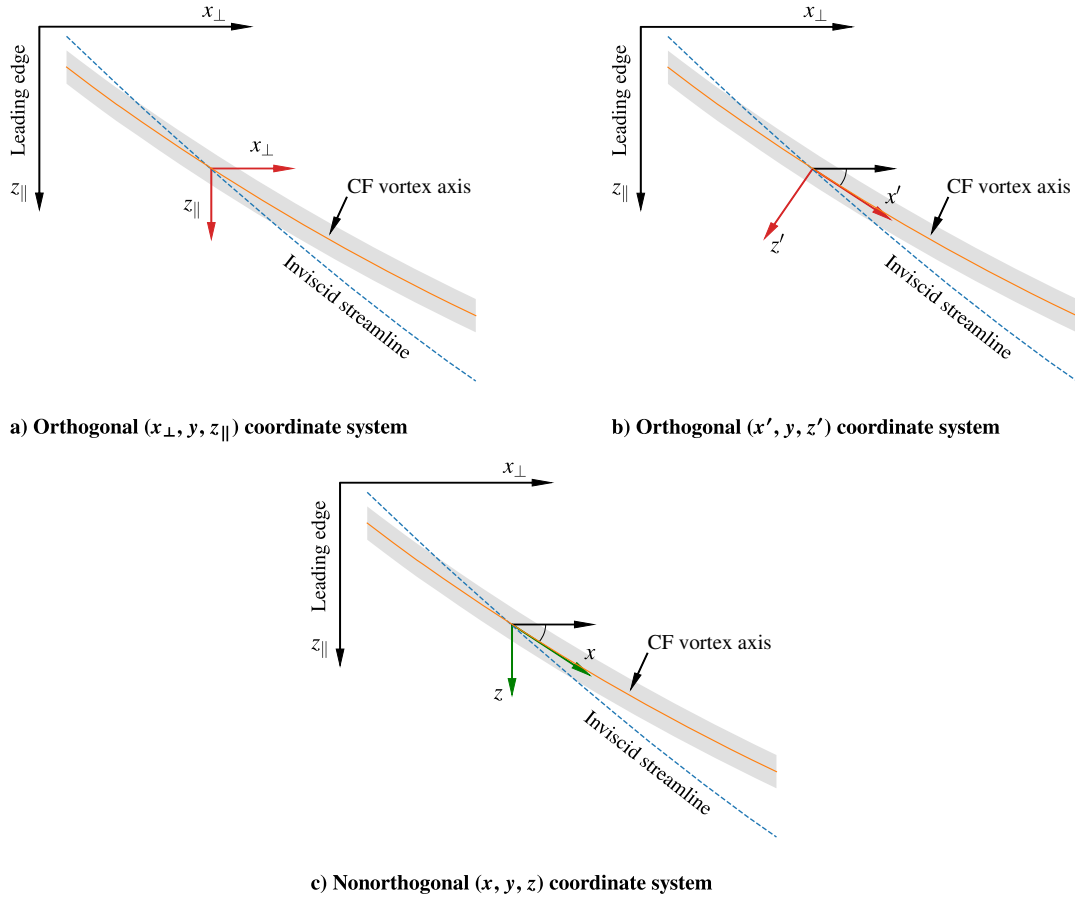 x⊥
Leading edge
z∥
x⊥
z∥
CF vortex axis
Inviscid streamline
a) Orthogonal (x⊥, y, z∥) coordinate system
x⊥
Leading edge
z∥
x′
z′
CF vortex axis
Inviscid streamline
b) Orthogonal (x′, y, z′) coordinate system
x⊥
Leading edge
z∥
x
z
CF vortex axis
Inviscid streamline
c) Nonorthogonal (x, y, z) coordinate system